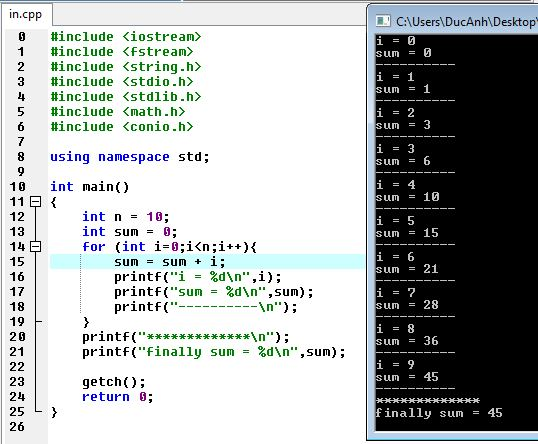 in.cpp
0 #include <iostream>
1 #include <fstream>
2 #include <string.h>
3 #include <stdio.h>
4 #include <stdlib.h>
5 #include <math.h>
6 #include <conio.h>
7
8 using namespace std;
9
10 int main()
11 {
12 int n = 10;
13 int sum = 0;
14 for (int i=0;i<n;i++){
15 sum = sum + i;
16 printf("i = %d\n",i);
17 printf("sum = %d\n",sum);
18 printf("----------\n");
19 }
20 printf("*************\n");
21 printf("finally sum = %d\n",sum);
22
23 getch();
24 return 0;
25 }
26
C:\Users\DucAnh\Desktop\
i = 0
sum = 0
----------
i = 1
sum = 1
----------
i = 2
sum = 3
----------
i = 3
sum = 6
----------
i = 4
sum = 10
----------
i = 5
sum = 15
----------
i = 6
sum = 21
----------
i = 7
sum = 28
----------
i = 8
sum = 36
----------
i = 9
sum = 45
----------
*************
finally sum = 45